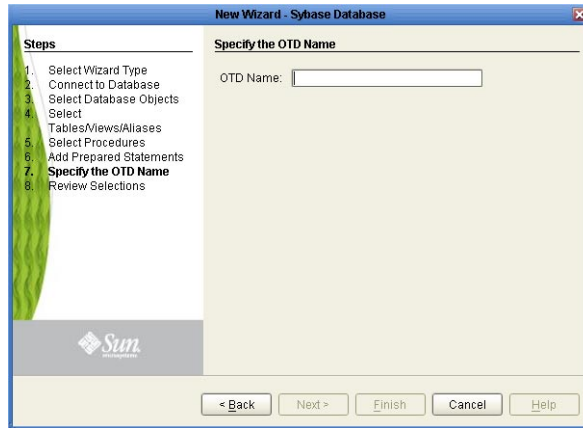 New Wizard - Sybase Database
Steps
1. Select Wizard Type
2. Connect to Database
3. Select Database Objects
4. Select
Tables/Views/Aliases
5. Select Procedures
6. Add Prepared Statements
7. Specify the OTD Name
8. Review Selections
Specify the OTD Name
OTD Name:
Sun
microsystems
< Back
Next >
Finish
Cancel
Help